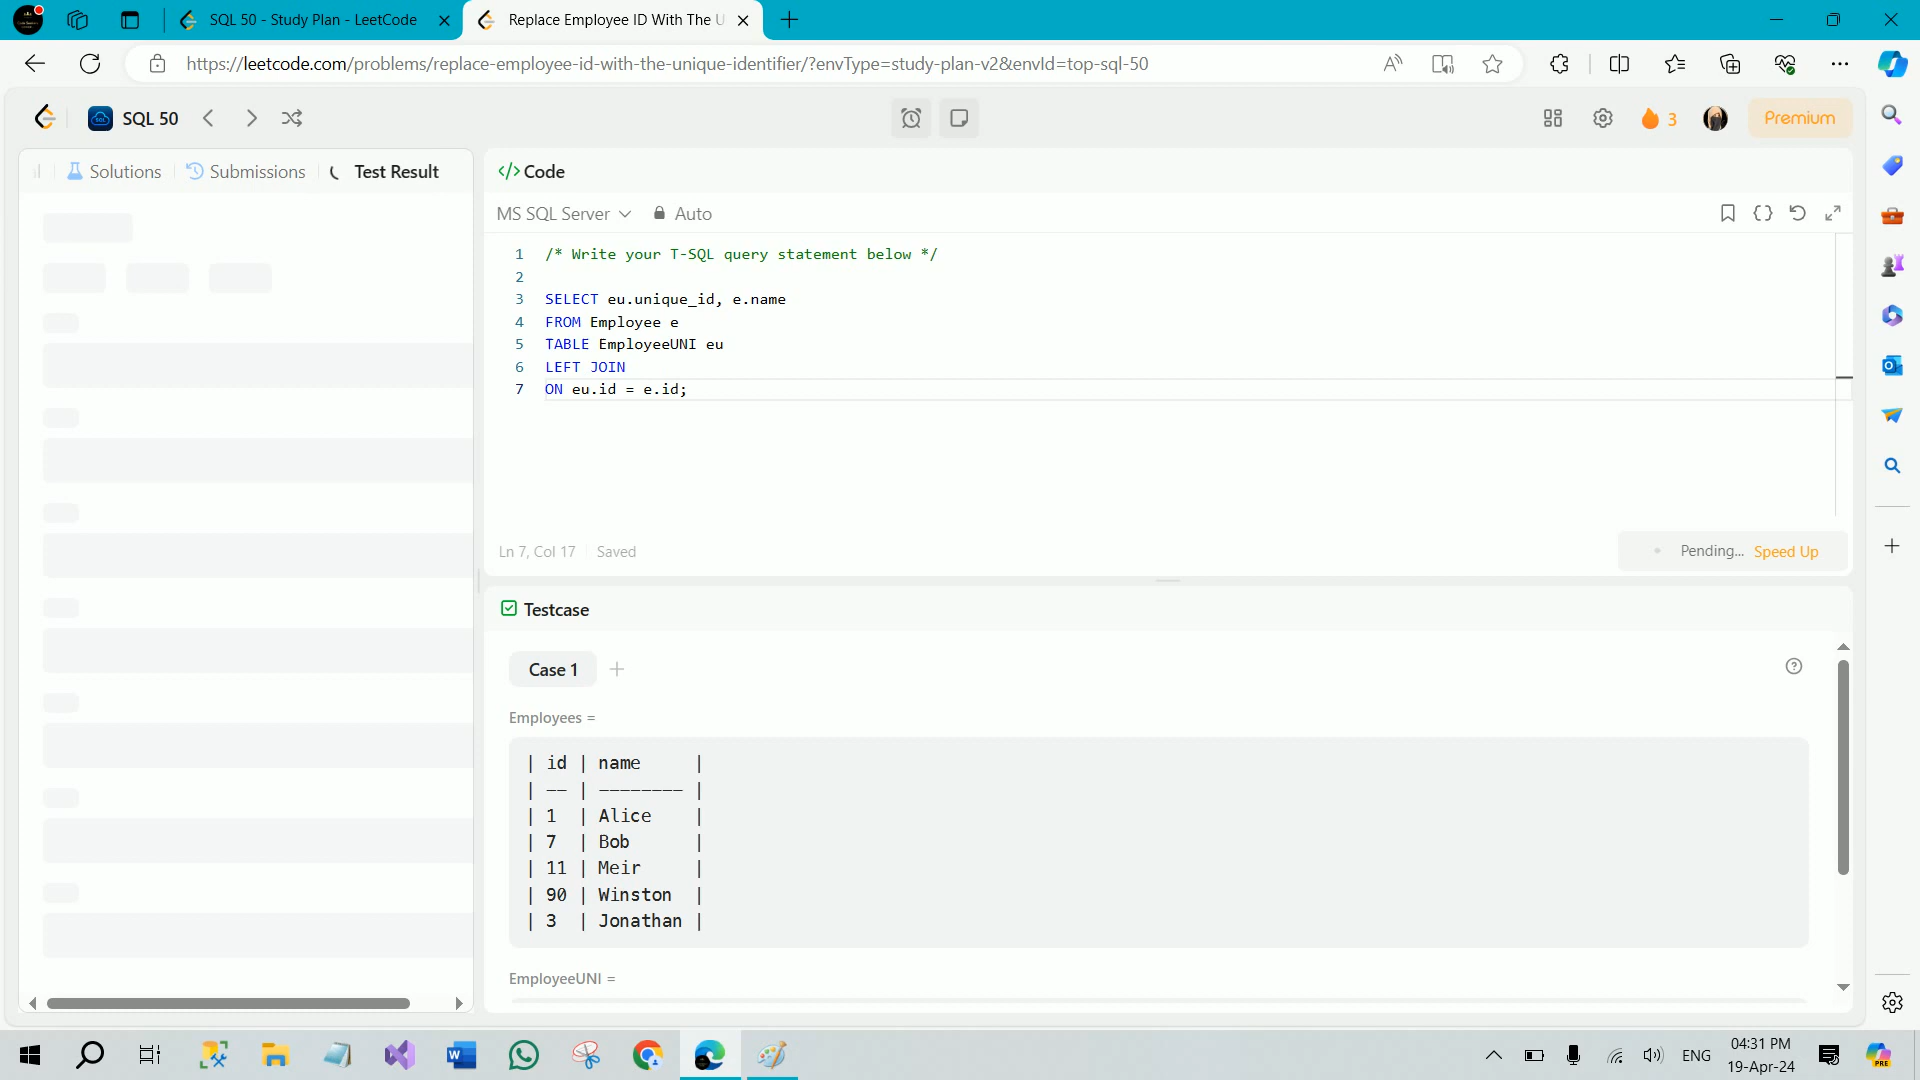 SQL 50 - Study Plan - LeetCode
Replace Employee ID With The U
https://leetcode.com/problems/replace-employee-id-with-the-unique-identifier/?envType=study-plan-v2&envId=top-sql-50
SQL 50
3
Premium
Solutions
Submissions
Test Result
</> Code
MS SQL Server
Auto
1 /* Write your T-SQL query statement below */
2
3 SELECT eu.unique_id, e.name
4 FROM Employee e
5 TABLE EmployeeUNI eu
6 LEFT JOIN
7 ON eu.id = e.id;
Ln 7, Col 17
Saved
Pending...
Speed Up
Testcase
Case 1
Employees =
| id | name |
| -- | -------- |
| 1 | Alice |
| 7 | Bob |
| 11 | Meir |
| 90 | Winston |
| 3 | Jonathan |
EmployeeUNI =
ENG
04:31 PM
19-Apr-24